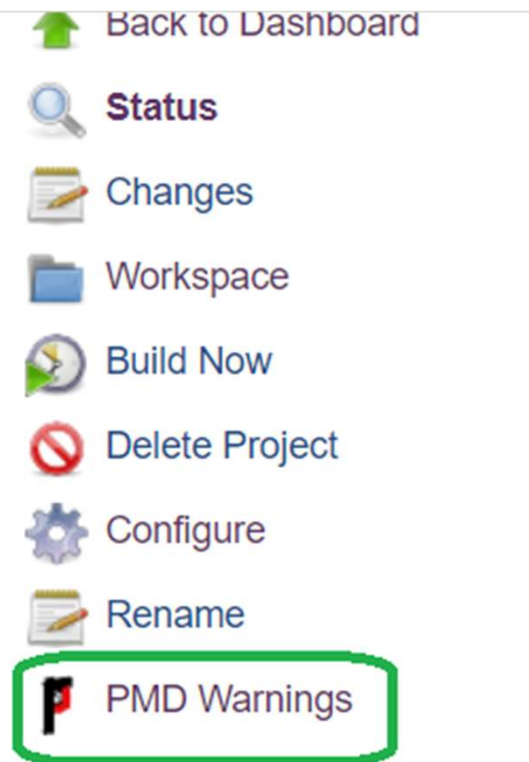 Back to Dashboard
Status
Changes
Workspace
Build Now
Delete Project
Configure
Rename
PMD Warnings